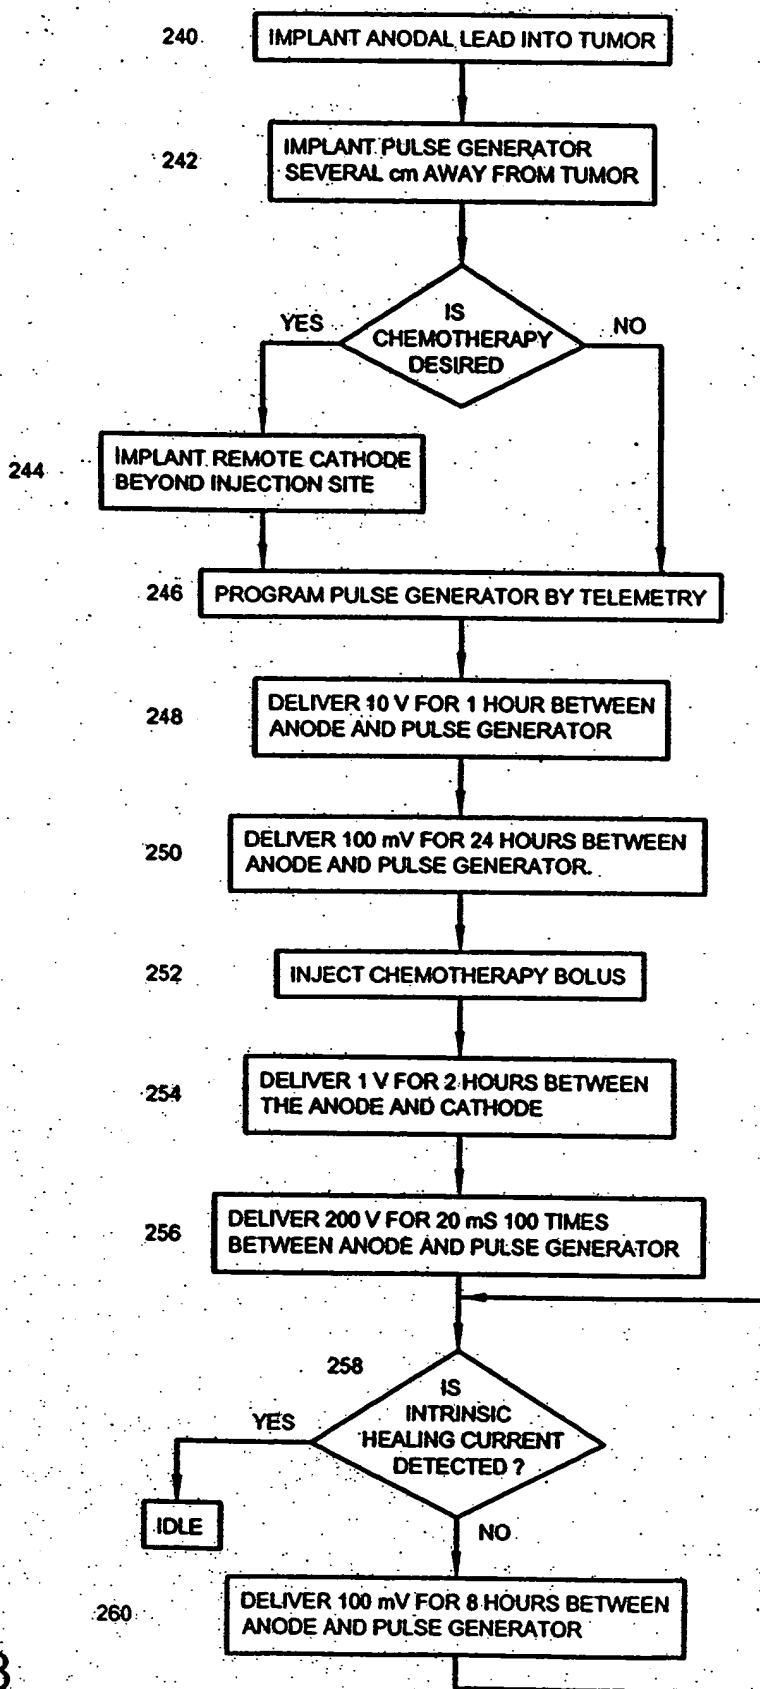 240
IMPLANT ANODAL LEAD INTO TUMOR
242
IMPLANT PULSE GENERATOR
SEVERAL cm AWAY FROM TUMOR
IS
CHEMOTHERAPY
DESIRED
YES
NO
244
IMPLANT REMOTE CATHODE
BEYOND INJECTION SITE
246
PROGRAM PULSE GENERATOR BY TELEMETRY
248
DELIVER 10 V FOR 1 HOUR BETWEEN
ANODE AND PULSE GENERATOR
250
DELIVER 100 mV FOR 24 HOURS BETWEEN
ANODE AND PULSE GENERATOR.
252
INJECT CHEMOTHERAPY BOLUS
254
DELIVER 1 V FOR 2 HOURS BETWEEN
THE ANODE AND CATHODE
256
DELIVER 200 V FOR 20 mS 100 TIMES
BETWEEN ANODE AND PULSE GENERATOR
258
IS
INTRINSIC
HEALING CURRENT
DETECTED ?
YES
IDLE
NO
260
DELIVER 100 mV FOR 8 HOURS BETWEEN
ANODE AND PULSE GENERATOR